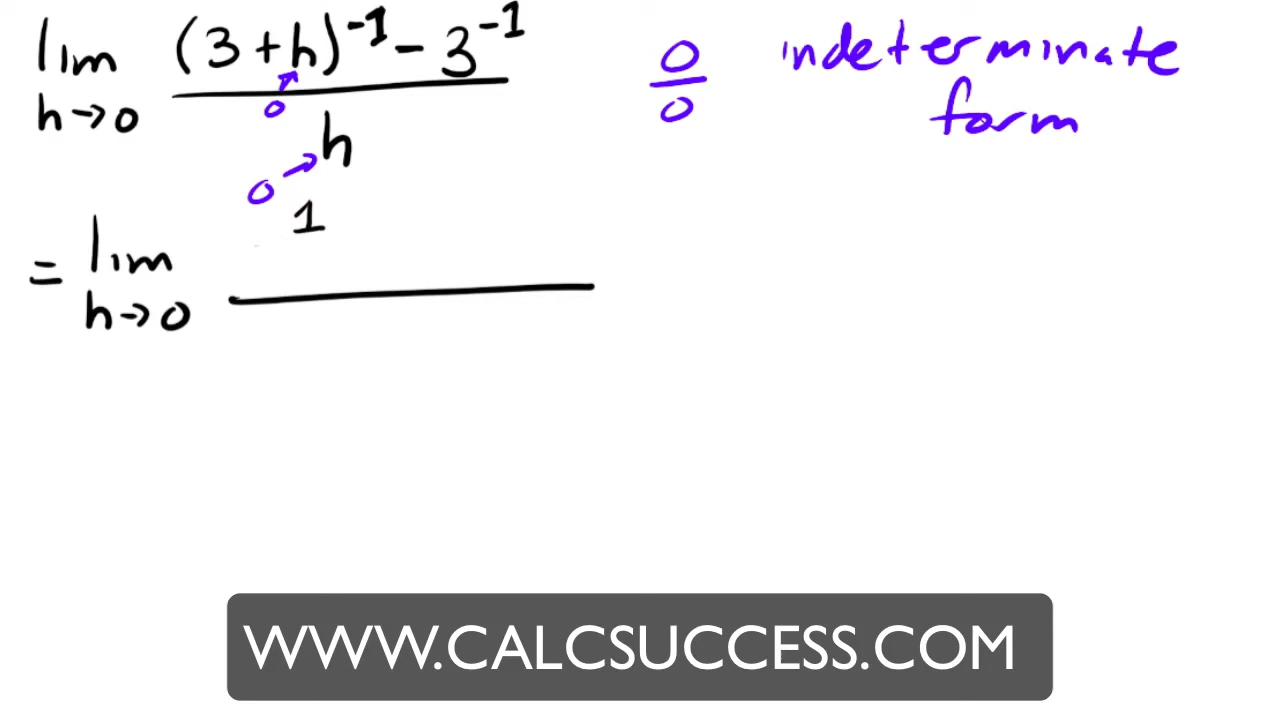 lim (3+h)⁻¹ - 3⁻¹ 0 indeterminate
h→0 0 0 form
h
0
1
= lim
h→0
WWW.CALCSUCCESS.COM